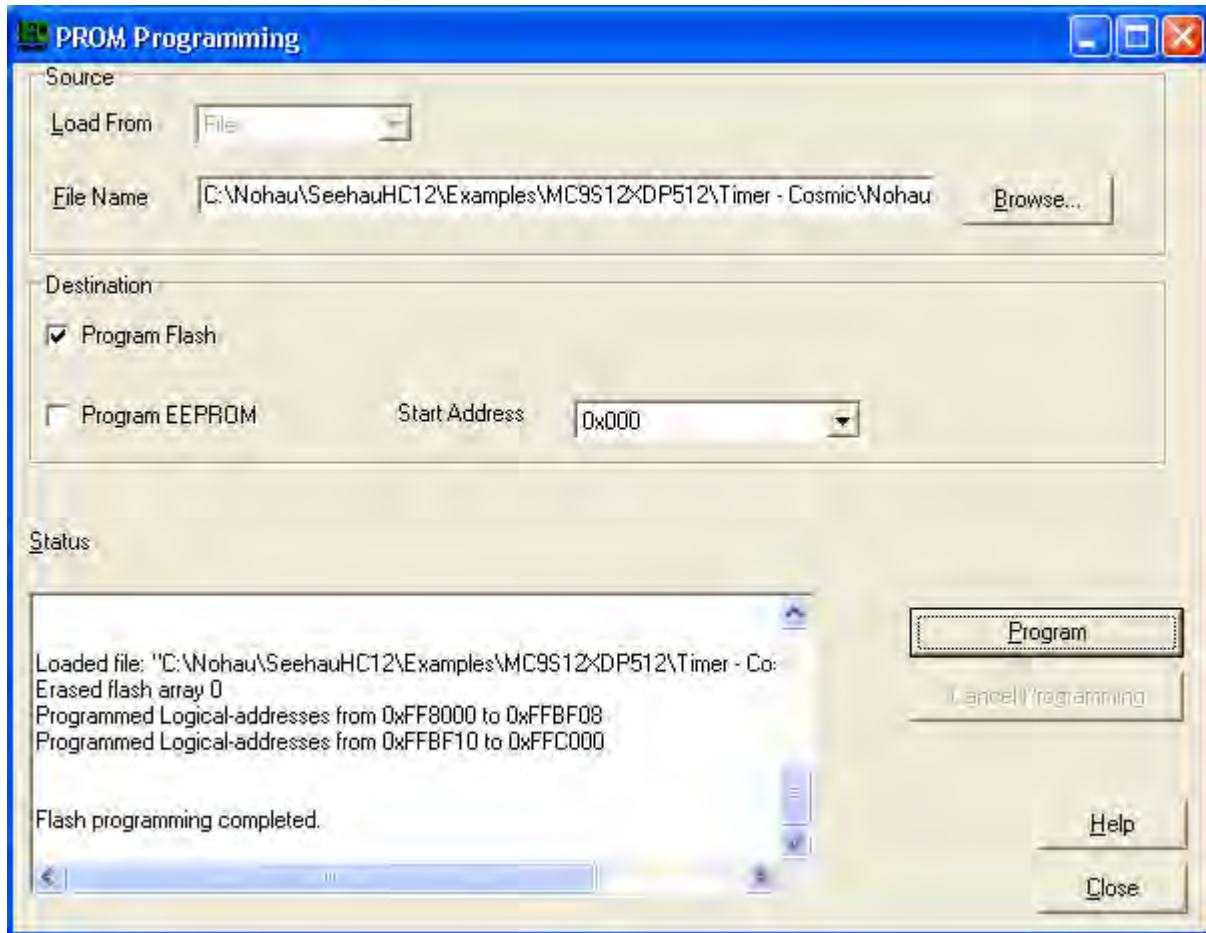 PROM Programming
Source
Load From File
File Name C:\Nohau\SeehauHC12\Examples\MC9S12XDP512\Timer - Cosmic\Nohau Browse...
Destination
Program Flash
Program EEPROM Start Address 0x000
Status
Loaded file: "C:\Nohau\SeehauHC12\Examples\MC9S12XDP512\Timer - Co:
Erased flash array 0
Programmed Logical-addresses from 0xFF8000 to 0xFFBF08
Programmed Logical-addresses from 0xFFBF10 to 0xFFC000
Flash programming completed.
Program
Cancel Programming
Help
Close